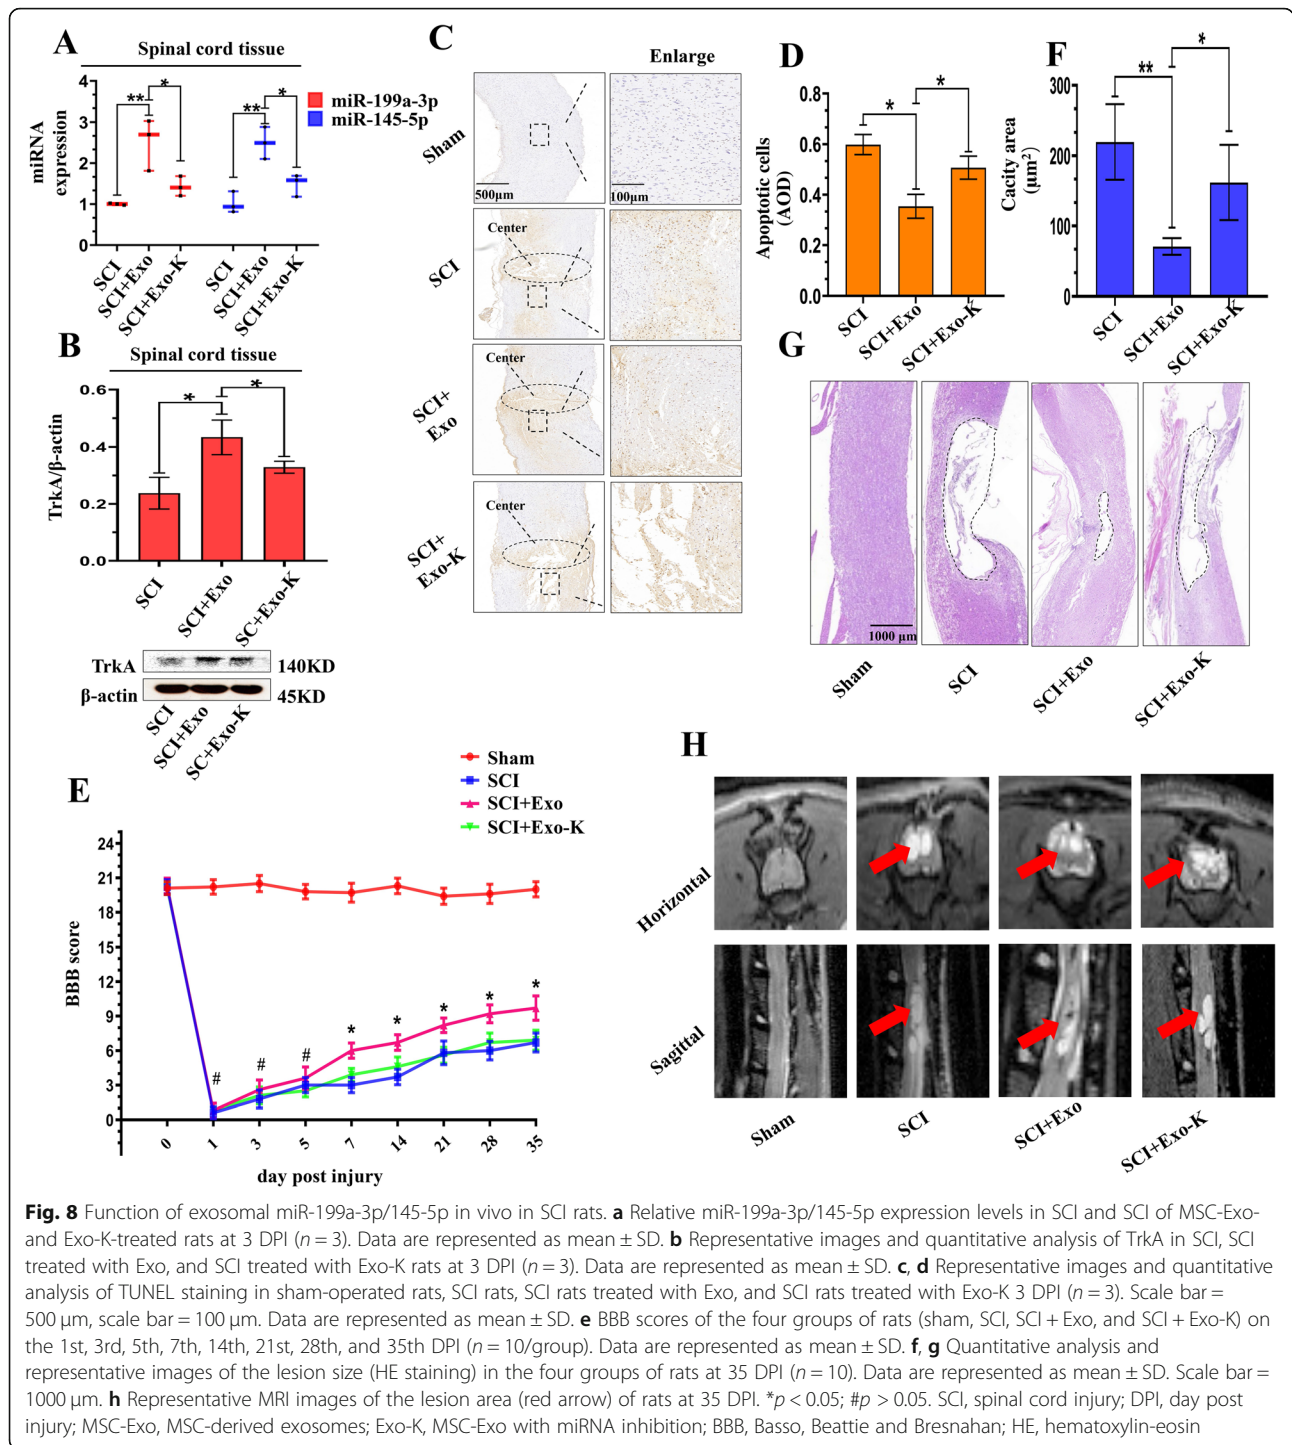 A
Spinal cord tissue
miRNA
expression
4
3
2
1
0
**
*
**
*
miR-199a-3p
miR-145-5p
SCI
SCI+Exo
SCI+Exo-K
SCI
SCI+Exo
SCI+Exo-K
B
Spinal cord tissue
TrkA/β-actin
0.6
0.4
0.2
0.0
*
*
SCI
SCI+Exo
SC+Exo-K
TrkA
140KD
β-actin
45KD
SCI
SCI+Exo
SC+Exo-K
C
Enlarge
Sham
500μm
100μm
SCI
Center
SCI+
Exo
Center
SCI+
Exo-K
Center
D
Apoptotic cells
(AOD)
0.8
0.6
0.4
0.2
0.0
*
*
SCI
SCI+Exo
SCI+Exo-K
F
Cacity area
(μm²)
300
200
100
0
**
*
SCI
SCI+Exo
SCI+Exo-K
G
1000 μm
Sham
SCI
SCI+Exo
SCI+Exo-K
E
Sham
SCI
SCI+Exo
SCI+Exo-K
BBB score
24
21
18
15
12
9
6
3
0
# # # * * * * *
0 1 3 5 7 14 21 28 35
day post injury
H
Horizontal
Sagittal
Sham
SCI
SCI+Exo
SCI+Exo-K
Fig. 8 Function of exosomal miR-199a-3p/145-5p in vivo in SCI rats. a Relative miR-199a-3p/145-5p expression levels in SCI and SCI of MSC-Exo-
and Exo-K-treated rats at 3 DPI (n = 3). Data are represented as mean ± SD. b Representative images and quantitative analysis of TrkA in SCI, SCI
treated with Exo, and SCI treated with Exo-K rats at 3 DPI (n = 3). Data are represented as mean ± SD. c, d Representative images and quantitative
analysis of TUNEL staining in sham-operated rats, SCI rats, SCI rats treated with Exo, and SCI rats treated with Exo-K 3 DPI (n = 3). Scale bar =
500 μm, scale bar = 100 μm. Data are represented as mean ± SD. e BBB scores of the four groups of rats (sham, SCI, SCI + Exo, and SCI + Exo-K) on
the 1st, 3rd, 5th, 7th, 14th, 21st, 28th, and 35th DPI (n = 10/group). Data are represented as mean ± SD. f, g Quantitative analysis and
representative images of the lesion size (HE staining) in the four groups of rats at 35 DPI (n = 10). Data are represented as mean ± SD. Scale bar =
1000 μm. h Representative MRI images of the lesion area (red arrow) of rats at 35 DPI. *p < 0.05; #p > 0.05. SCI, spinal cord injury; DPI, day post
injury; MSC-Exo, MSC-derived exosomes; Exo-K, MSC-Exo with miRNA inhibition; BBB, Basso, Beattie and Bresnahan; HE, hematoxylin-eosin